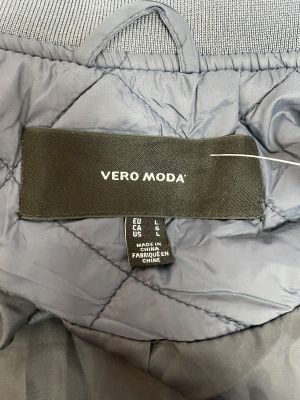 VERO MODA
EU L
CA G
US L
MADE IN
CHINA
FABRIQUÉ EN
CHINE